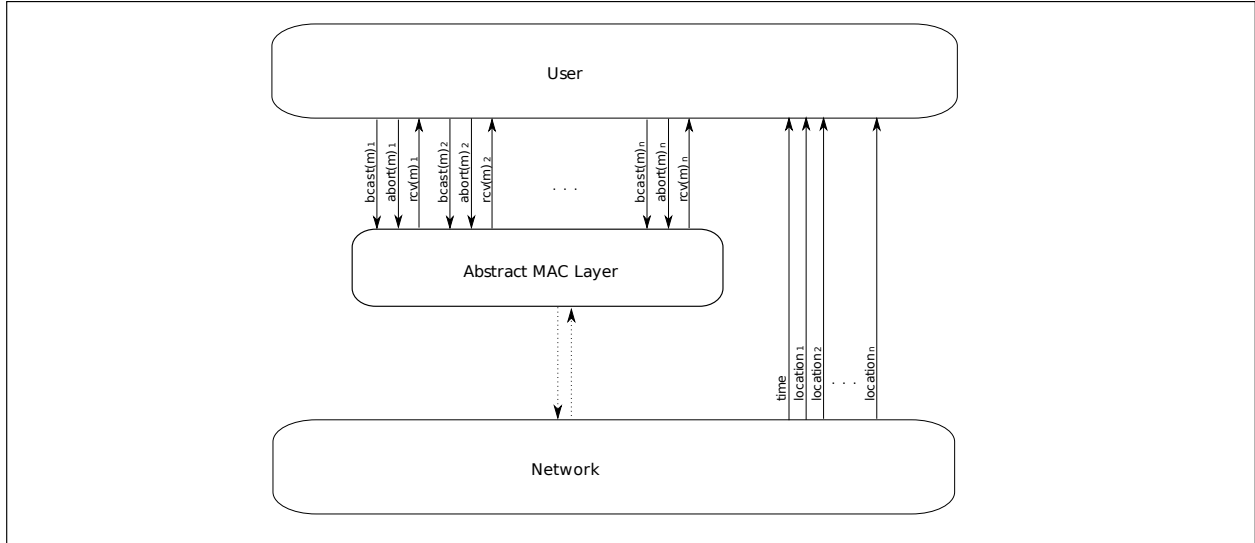 User
bcast(m)₁
abort(m)₁
rcv(m)₁
bcast(m)₂
abort(m)₂
rcv(m)₂
. . .
bcast(m)ₙ
abort(m)ₙ
rcv(m)ₙ
Abstract MAC Layer
time
location₁
location₂
. . .
locationₙ
Network